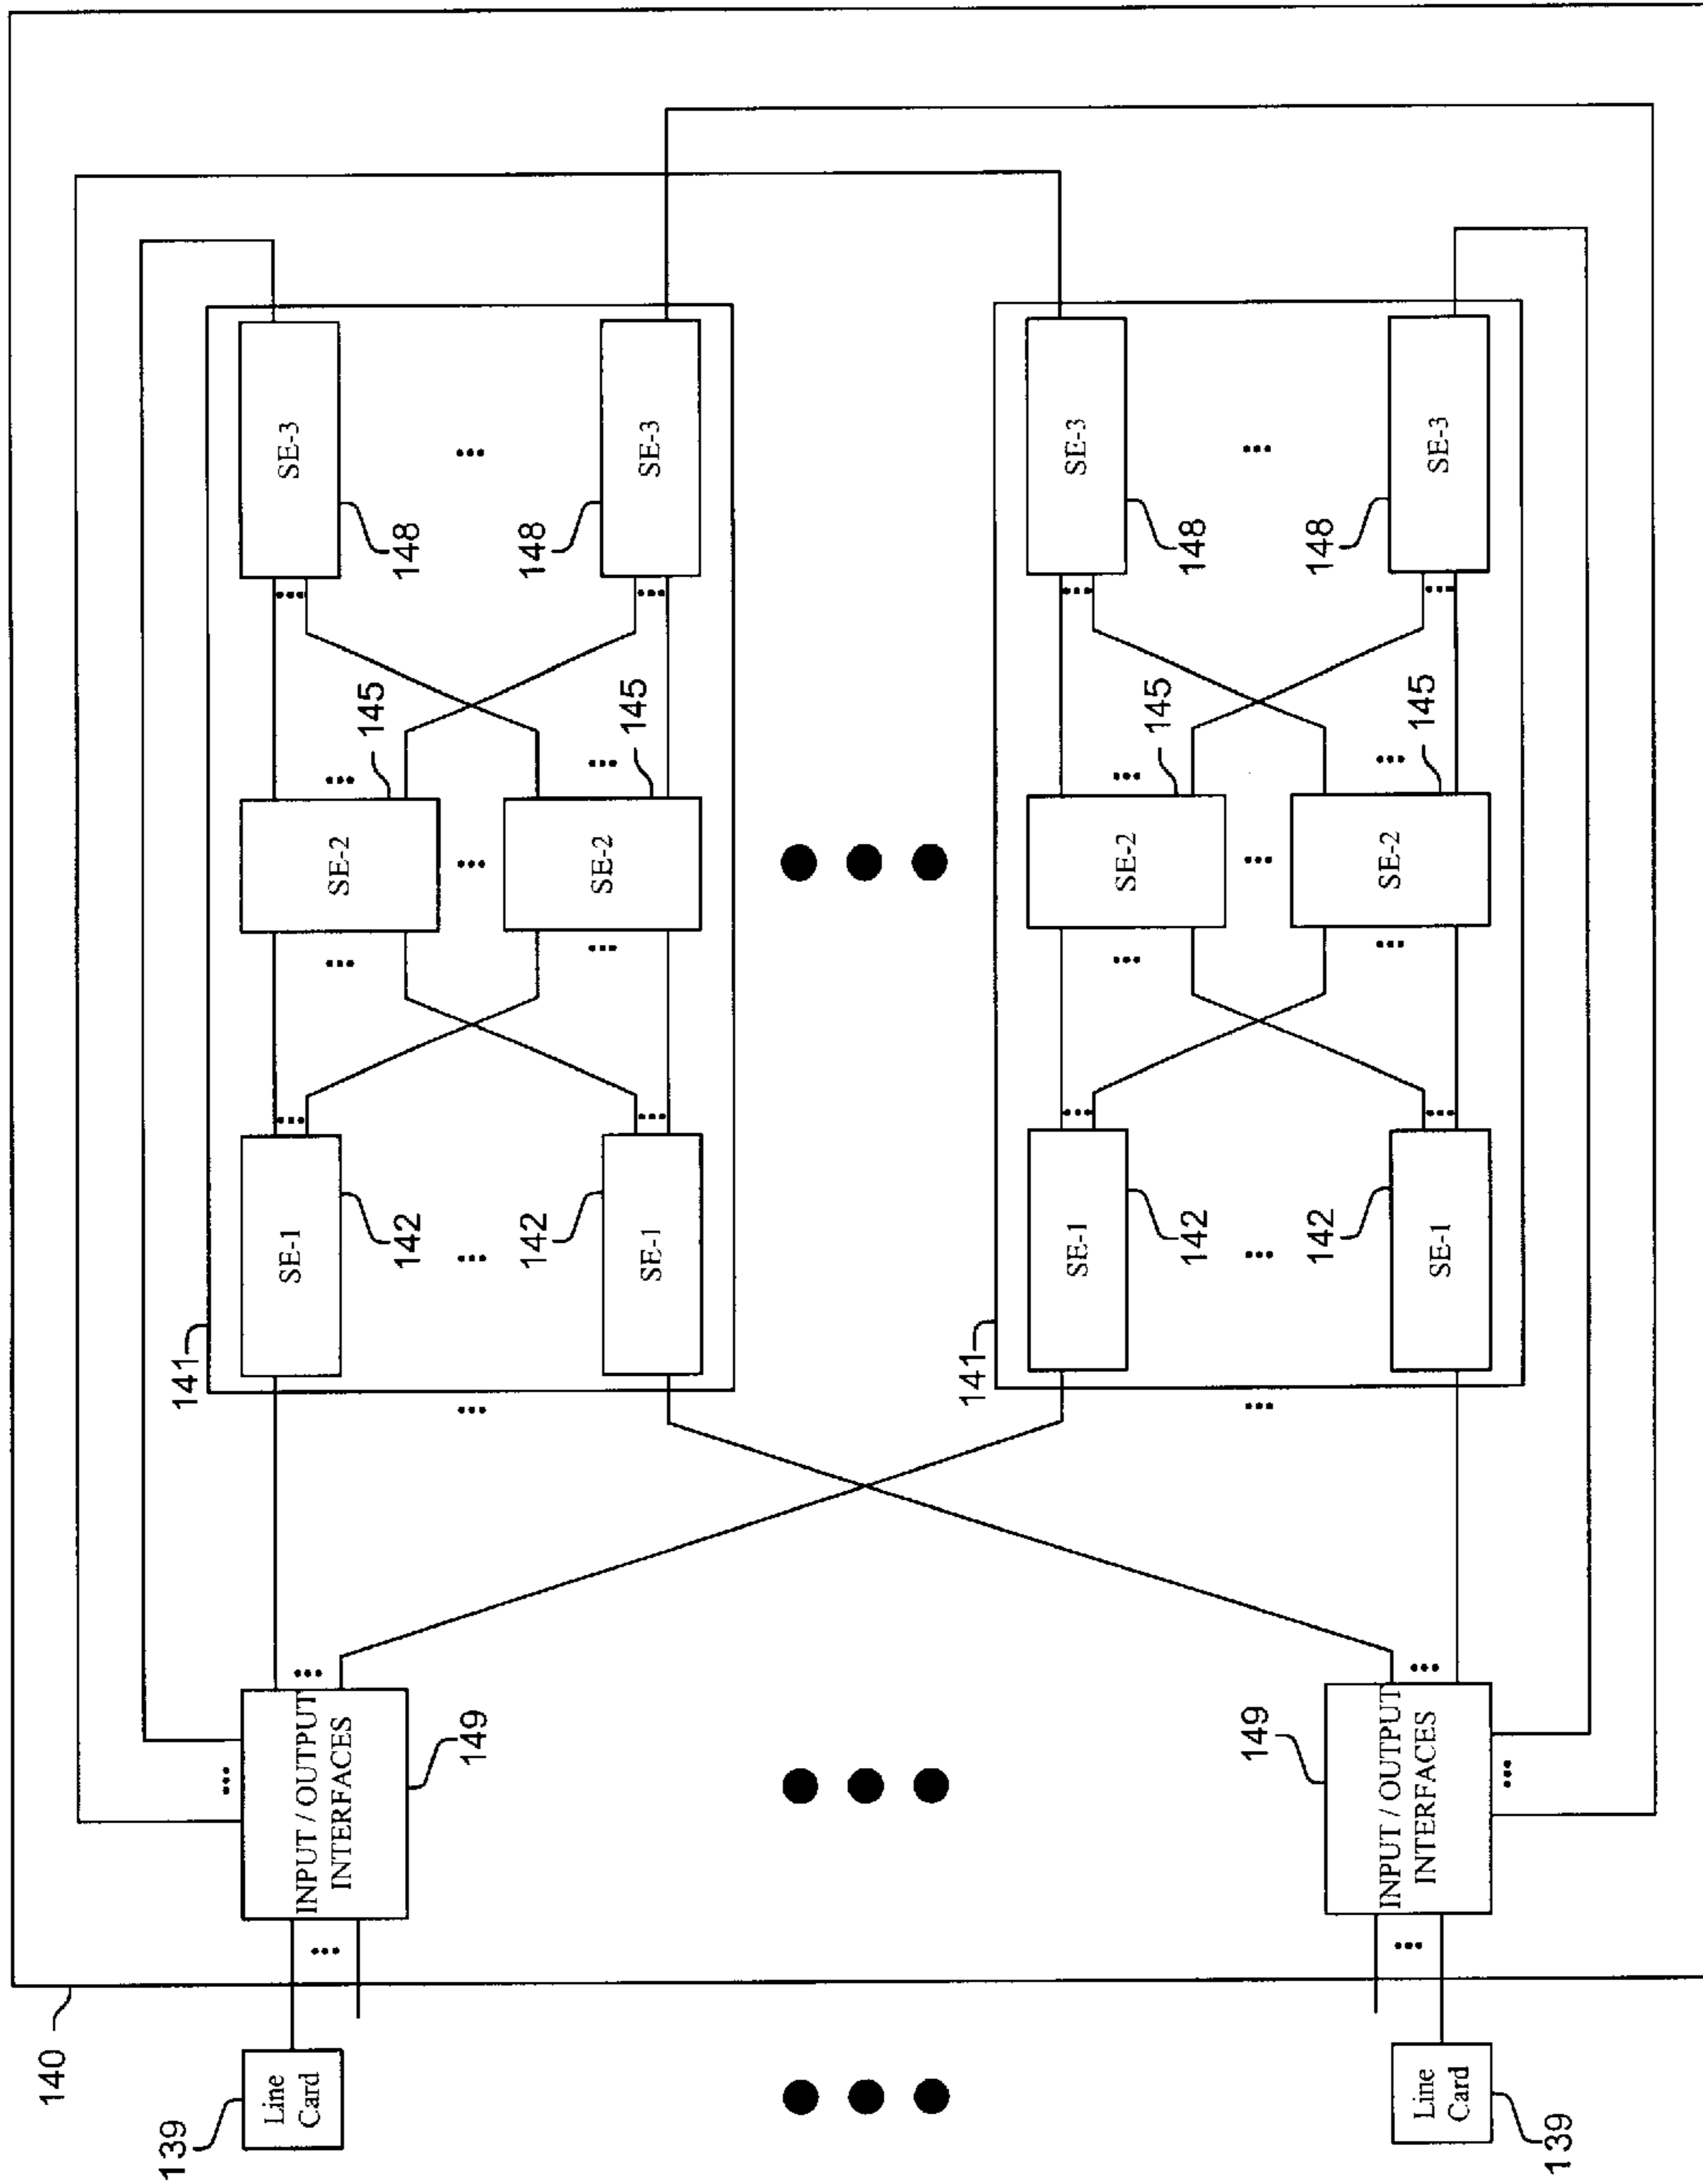 140
139
141
Line
Card
INPUT / OUTPUT
INTERFACES
SE-1
SE-2
SE-3
149
142
145
148
142
148
145
SE-1
SE-2
SE-3
141
SE-1
SE-2
SE-3
142
145
148
149
142
148
145
Line
Card
INPUT / OUTPUT
INTERFACES
SE-1
SE-2
SE-3
139